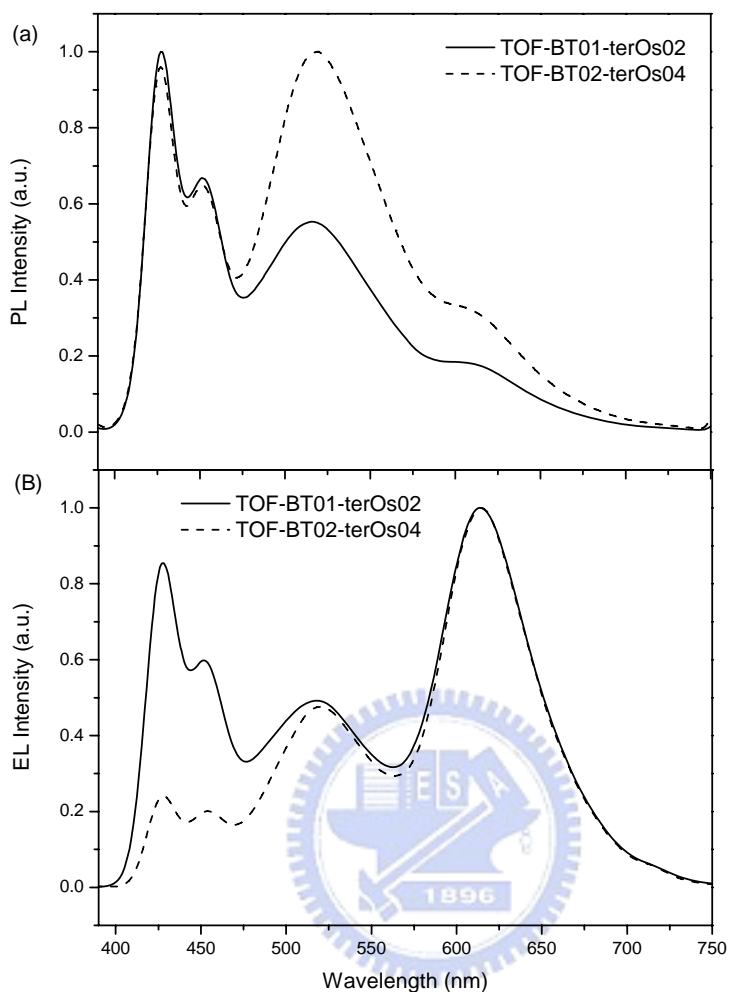 (a)
TOF-BT01-terOs02
TOF-BT02-terOs04
1.0
0.8
0.6
0.4
0.2
0.0
PL Intensity (a.u.)
(B)
TOF-BT01-terOs02
TOF-BT02-terOs04
1.0
0.8
0.6
0.4
0.2
0.0
EL Intensity (a.u.)
E S A
1896
400 450 500 550 600 650 700 750
Wavelength (nm)